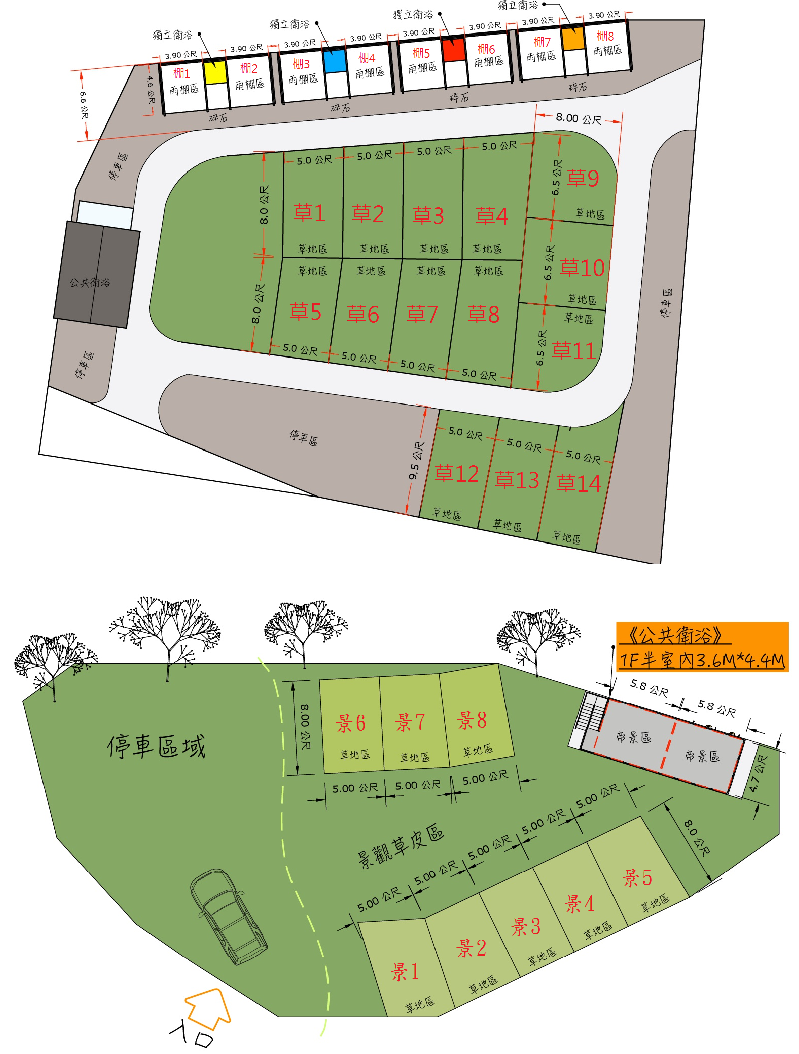 獨立衛浴
獨立衛浴
獨立衛浴
獨立衛浴
3.90 公尺
3.90 公尺
3.90 公尺
3.90 公尺
3.90 公尺
3.90 公尺
3.90 公尺
3.90 公尺
棚1
雨棚區
棚2
雨棚區
棚3
雨棚區
棚4
雨棚區
棚5
雨棚區
棚6
雨棚區
棚7
雨棚區
棚8
雨棚區
6.6 公尺
4.6 公尺
碎石
碎石
碎石
碎石
停車區
公共衛浴
停車區
停車區
停車區
8.00 公尺
5.0 公尺
5.0 公尺
5.0 公尺
5.0 公尺
8.0 公尺
草1
草地區
草2
草地區
草3
草地區
草4
草地區
6.5 公尺
草9
草地區
8.0 公尺
草地區
草5
草地區
草6
草地區
草7
草地區
草8
6.5 公尺
草10
草地區
6.5 公尺
草地區
草11
5.0 公尺
5.0 公尺
5.0 公尺
5.0 公尺
9.5 公尺
5.0 公尺
5.0 公尺
5.0 公尺
草12
草地區
草13
草地區
草14
草地區
《公共衛浴》
1F半室內3.6M*4.4M
5.8 公尺
5.8 公尺
帝景區
帝景區
4.7 公尺
停車區域
8.00 公尺
景6
草地區
景7
草地區
景8
草地區
5.00 公尺
5.00 公尺
5.00 公尺
景觀草皮區
5.00 公尺
5.00 公尺
5.00 公尺
5.00 公尺
5.00 公尺
8.0 公尺
景1
草地區
景2
草地區
景3
草地區
景4
草地區
景5
草地區
入口